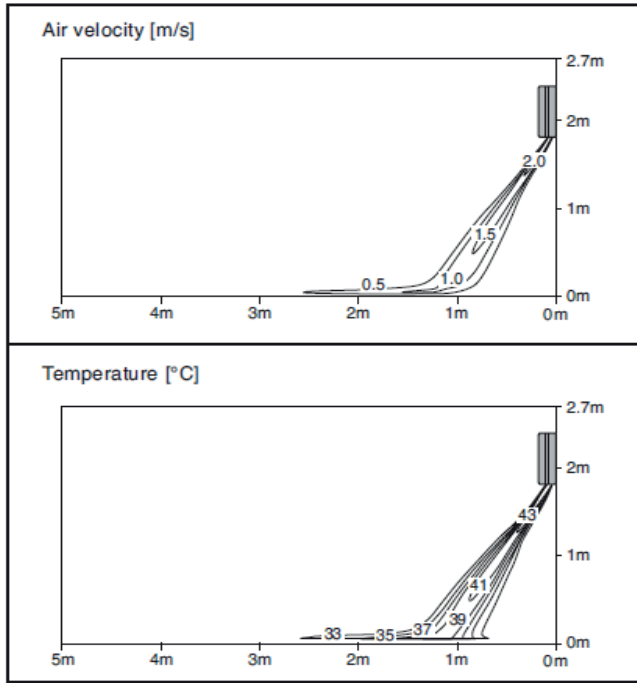 Air velocity [m/s]
2.7m
2m
2.0
1m
1.5
1.0
0.5
0m
5m 4m 3m 2m 1m 0m
Temperature [°C]
2.7m
2m
43
1m
41
39
37
33 35
0m
5m 4m 3m 2m 1m 0m